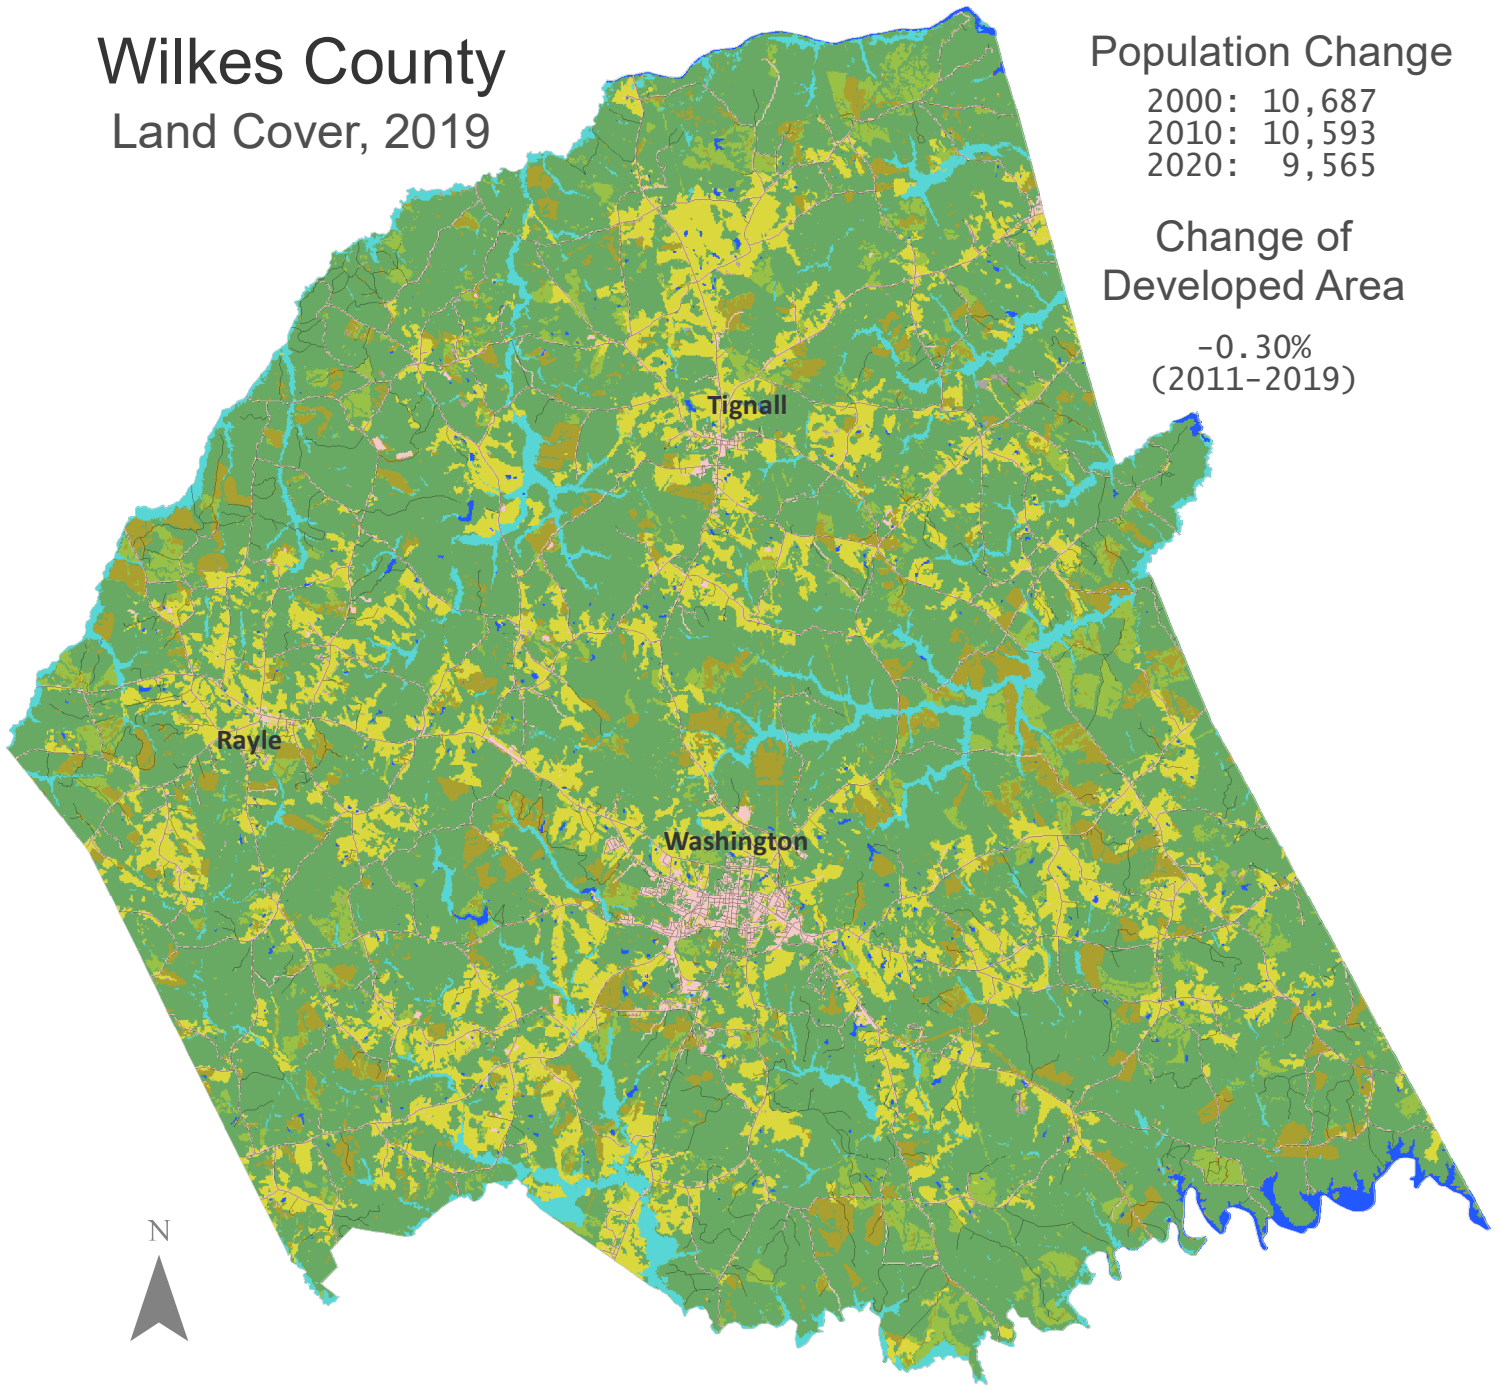 Wilkes County
Land Cover, 2019
Population Change
2000: 10,687
2010: 10,593
2020: 9,565
Change of
Developed Area
-0.30%
(2011-2019)
Tignall
Rayle
Washington
N